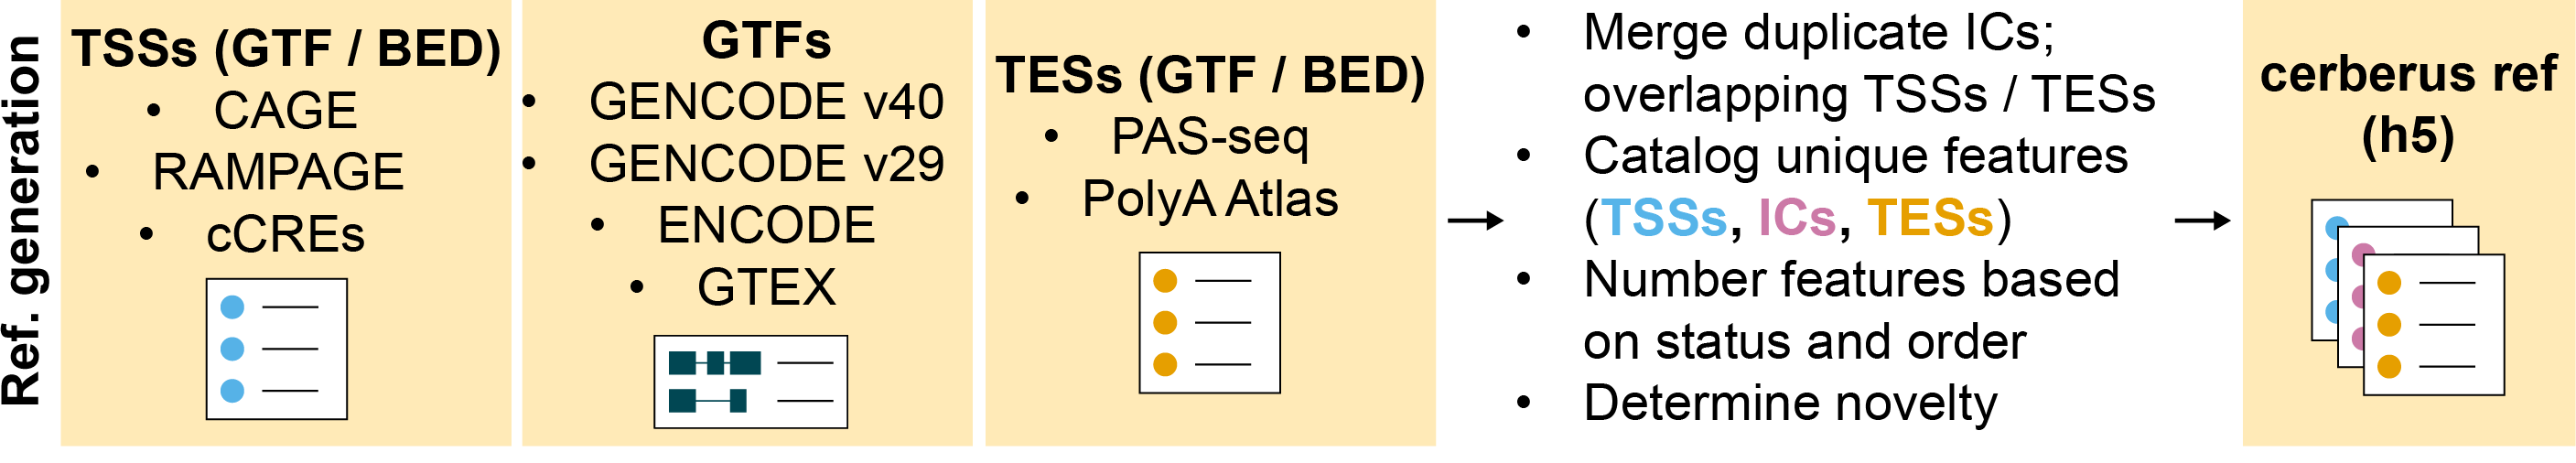 Ref. generation
TSSs (GTF / BED)
• CAGE
• RAMPAGE
• cCREs
GTFs
• GENCODE v40
• GENCODE v29
• ENCODE
• GTEX
TESs (GTF / BED)
• PAS-seq
• PolyA Atlas
• Merge duplicate ICs;
overlapping TSSs / TESs
• Catalog unique features
(TSSs, ICs, TESs)
• Number features based
on status and order
• Determine novelty
cerberus ref
(h5)